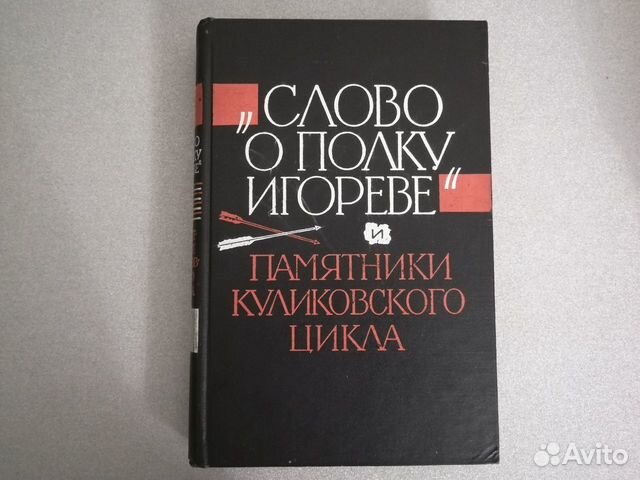 „СЛОВО
О ПОЛКУ
ИГОРЕВЕ“
И
ПАМЯТНИКИ
КУЛИКОВСКОГО
ЦИКЛА
Avito